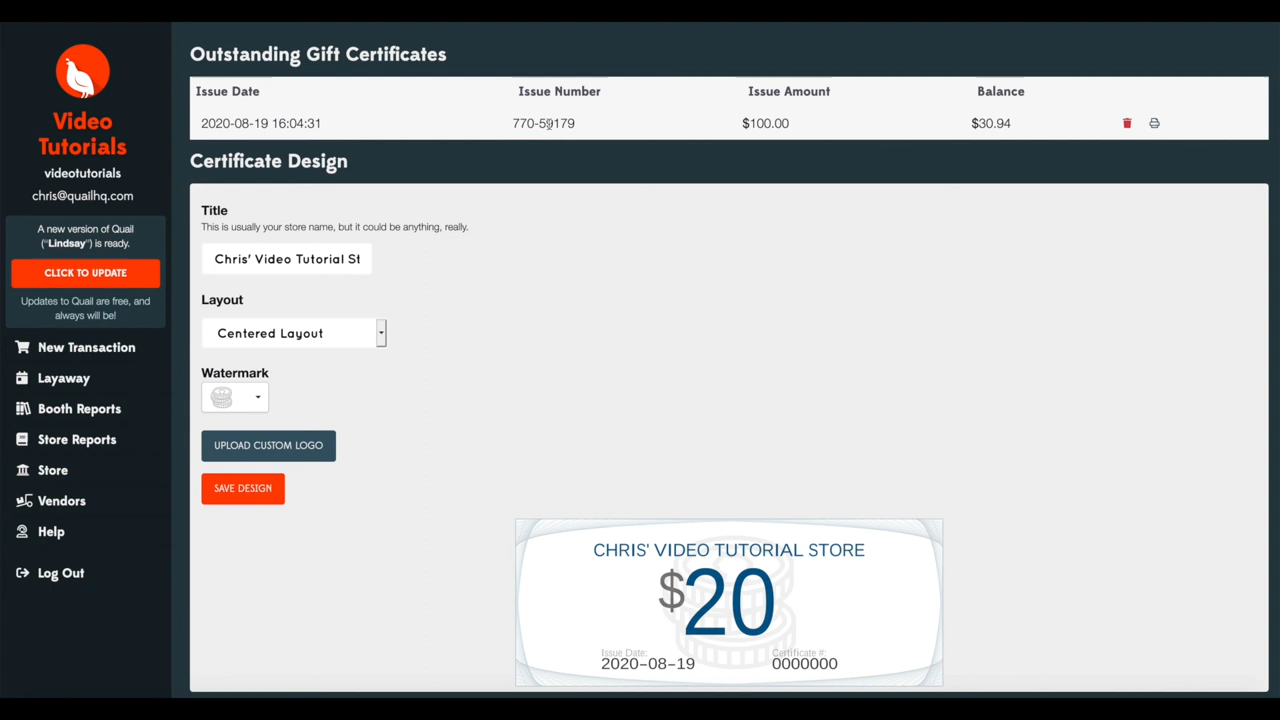 Video
Tutorials
videotutorials
chris@quailhq.com
A new version of Quail
("Lindsay") is ready.
CLICK TO UPDATE
Updates to Quail are free, and
always will be!
New Transaction
Layaway
Booth Reports
Store Reports
Store
Vendors
Help
Log Out
Outstanding Gift Certificates
Issue Date Issue Number Issue Amount Balance
2020-08-19 16:04:31 770-59179 $100.00 $30.94
Certificate Design
Title
This is usually your store name, but it could be anything, really.
Chris' Video Tutorial St
Layout
Centered Layout
Watermark
UPLOAD CUSTOM LOGO
SAVE DESIGN
CHRIS' VIDEO TUTORIAL STORE
$20
Issue Date: Certificate #:
2020-08-19 0000000